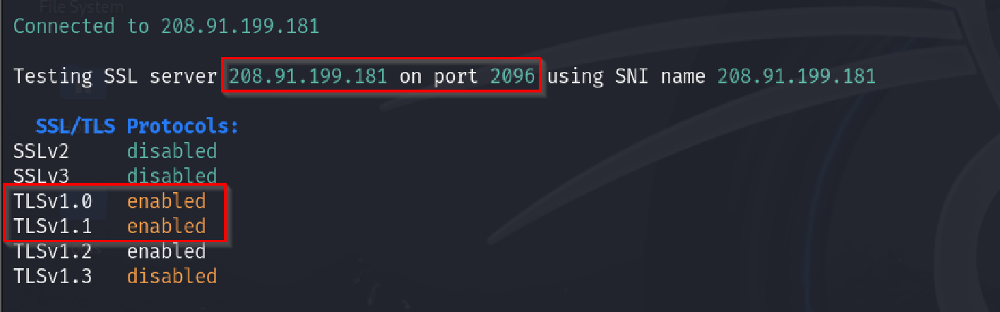 File System
Connected to 208.91.199.181
Testing SSL server 208.91.199.181 on port 2096 using SNI name 208.91.199.181
SSL/TLS Protocols:
SSLv2 disabled
SSLv3 disabled
TLSv1.0 enabled
TLSv1.1 enabled
TLSv1.2 enabled
TLSv1.3 disabled